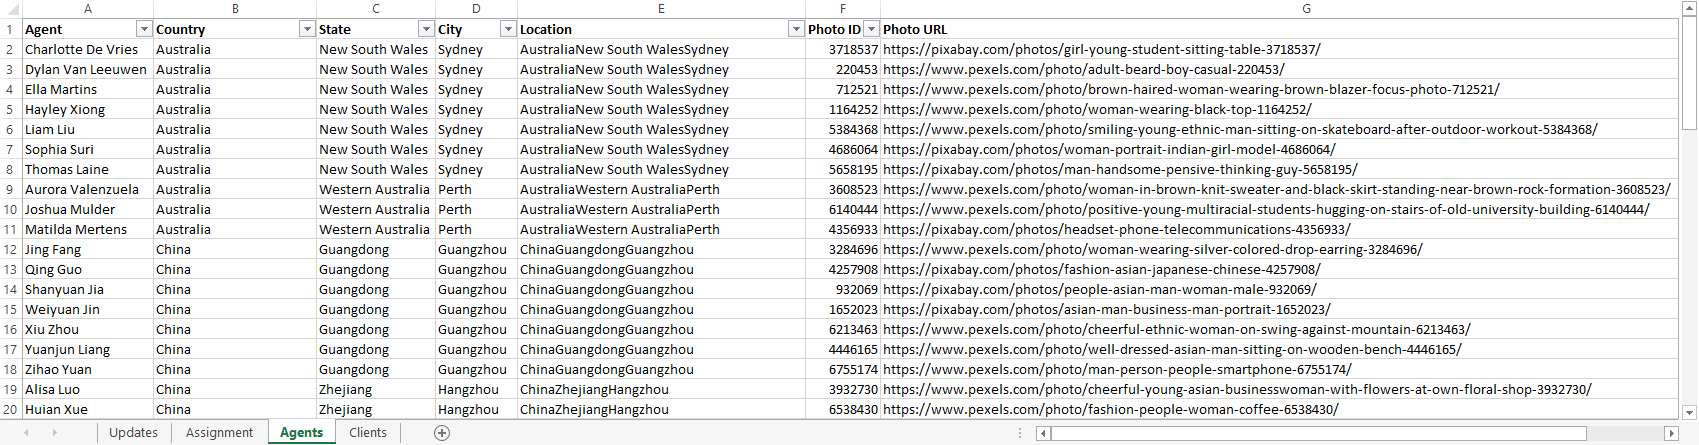 A B C D E F G
1 Agent Country State City Location Photo ID Photo URL
2 Charlotte De Vries Australia New South Wales Sydney AustraliaNew South WalesSydney 3718537 https://pixabay.com/photos/girl-young-student-sitting-table-3718537/
3 Dylan Van Leeuwen Australia New South Wales Sydney AustraliaNew South WalesSydney 220453 https://www.pexels.com/photo/adult-beard-boy-casual-220453/
4 Ella Martins Australia New South Wales Sydney AustraliaNew South WalesSydney 712521 https://www.pexels.com/photo/brown-haired-woman-wearing-brown-blazer-focus-photo-712521/
5 Hayley Xiong Australia New South Wales Sydney AustraliaNew South WalesSydney 1164252 https://www.pexels.com/photo/woman-wearing-black-top-1164252/
6 Liam Liu Australia New South Wales Sydney AustraliaNew South WalesSydney 5384368 https://www.pexels.com/photo/smiling-young-ethnic-man-sitting-on-skateboard-after-outdoor-workout-5384368/
7 Sophia Suri Australia New South Wales Sydney AustraliaNew South WalesSydney 4686064 https://pixabay.com/photos/woman-portrait-indian-girl-model-4686064/
8 Thomas Laine Australia New South Wales Sydney AustraliaNew South WalesSydney 5658195 https://pixabay.com/photos/man-handsome-pensive-thinking-guy-5658195/
9 Aurora Valenzuela Australia Western Australia Perth AustraliaWestern AustraliaPerth 3608523 https://www.pexels.com/photo/woman-in-brown-knit-sweater-and-black-skirt-standing-near-brown-rock-formation-3608523/
10 Joshua Mulder Australia Western Australia Perth AustraliaWestern AustraliaPerth 6140444 https://www.pexels.com/photo/positive-young-multiracial-students-hugging-on-stairs-of-old-university-building-6140444/
11 Matilda Mertens Australia Western Australia Perth AustraliaWestern AustraliaPerth 4356933 https://pixabay.com/photos/headset-phone-telecommunications-4356933/
12 Jing Fang China Guangdong Guangzhou ChinaGuangdongGuangzhou 3284696 https://www.pexels.com/photo/woman-wearing-silver-colored-drop-earring-3284696/
13 Qing Guo China Guangdong Guangzhou ChinaGuangdongGuangzhou 4257908 https://pixabay.com/photos/fashion-asian-japanese-chinese-4257908/
14 Shanyuan Jia China Guangdong Guangzhou ChinaGuangdongGuangzhou 932069 https://pixabay.com/photos/people-asian-man-woman-male-932069/
15 Weiyuan Jin China Guangdong Guangzhou ChinaGuangdongGuangzhou 1652023 https://pixabay.com/photos/asian-man-business-man-portrait-1652023/
16 Xiu Zhou China Guangdong Guangzhou ChinaGuangdongGuangzhou 6213463 https://www.pexels.com/photo/cheerful-ethnic-woman-on-swing-against-mountain-6213463/
17 Yuanjun Liang China Guangdong Guangzhou ChinaGuangdongGuangzhou 4446165 https://www.pexels.com/photo/well-dressed-asian-man-sitting-on-wooden-bench-4446165/
18 Zihao Yuan China Guangdong Guangzhou ChinaGuangdongGuangzhou 6755174 https://www.pexels.com/photo/man-person-people-smartphone-6755174/
19 Alisa Luo China Zhejiang Hangzhou ChinaZhejiangHangzhou 3932730 https://www.pexels.com/photo/cheerful-young-asian-businesswoman-with-flowers-at-own-floral-shop-3932730/
20 Huian Xue China Zhejiang Hangzhou ChinaZhejiangHangzhou 6538430 https://www.pexels.com/photo/fashion-people-woman-coffee-6538430/
Updates Assignment Agents Clients